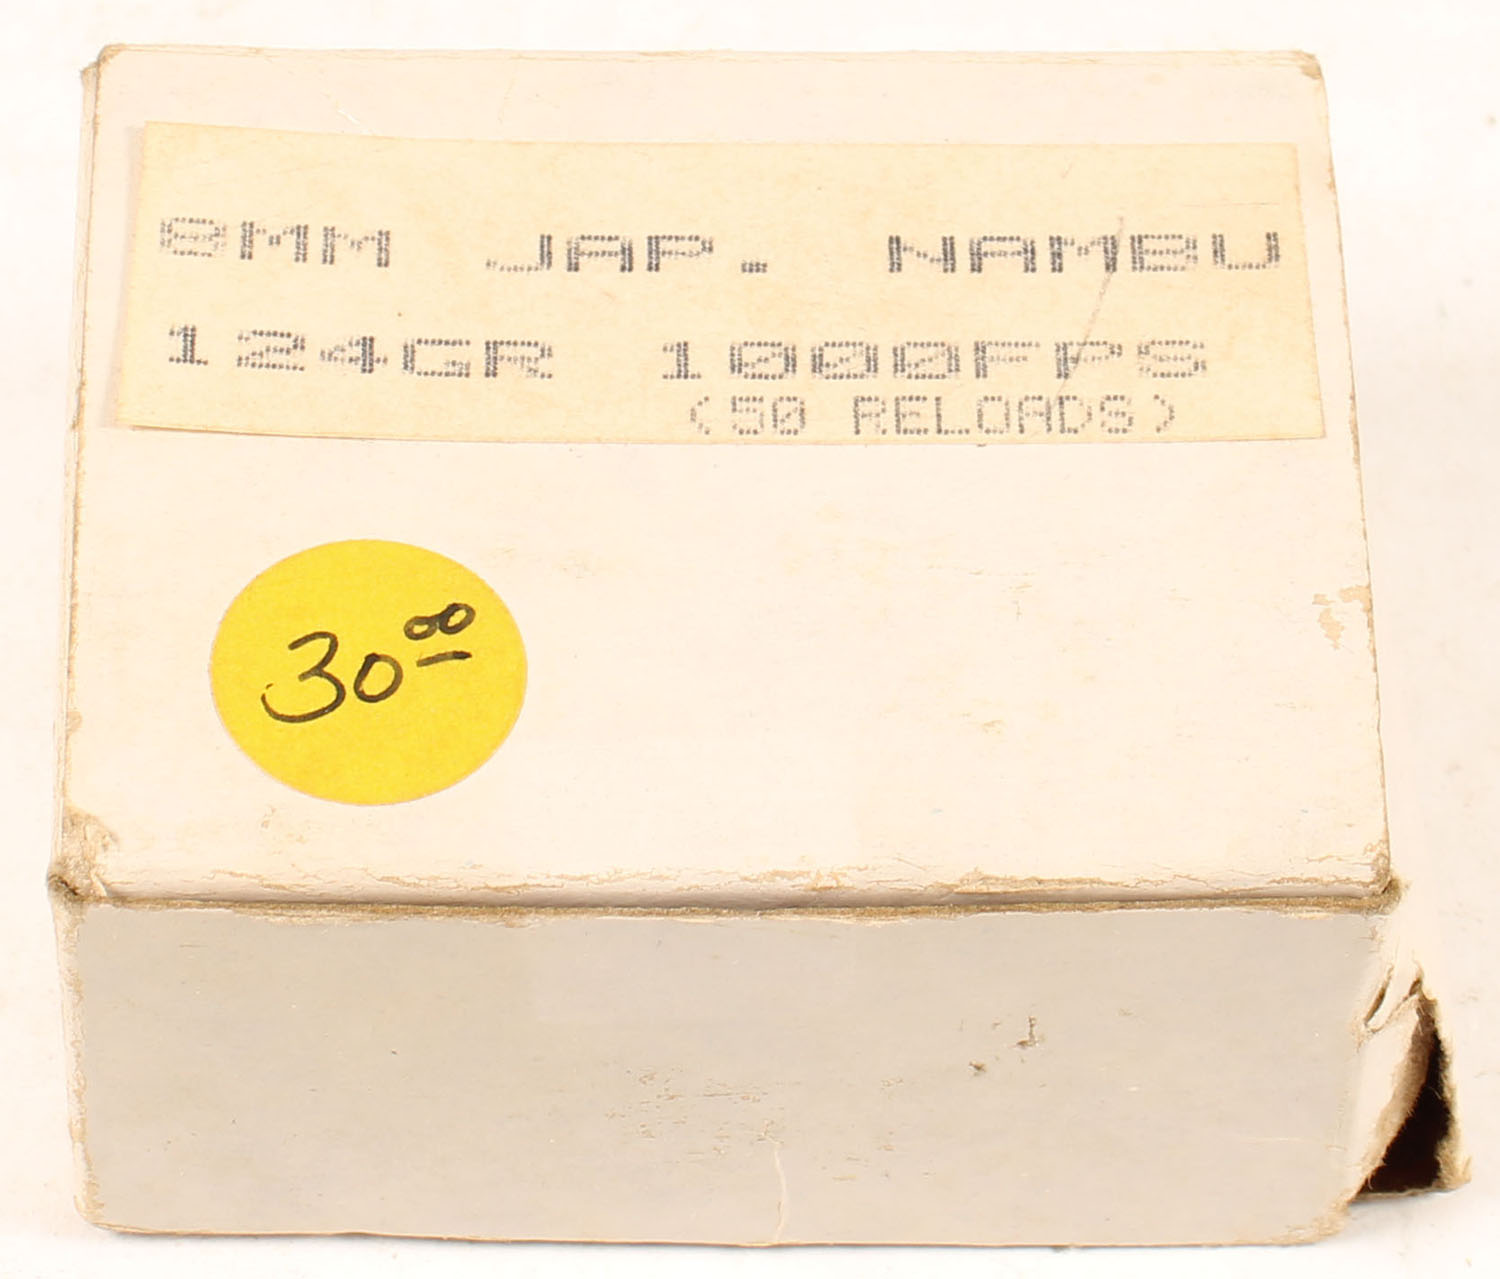 8MM JAP. NAMBU
124GR 1000FPS
(50 RELOADS)
30 00